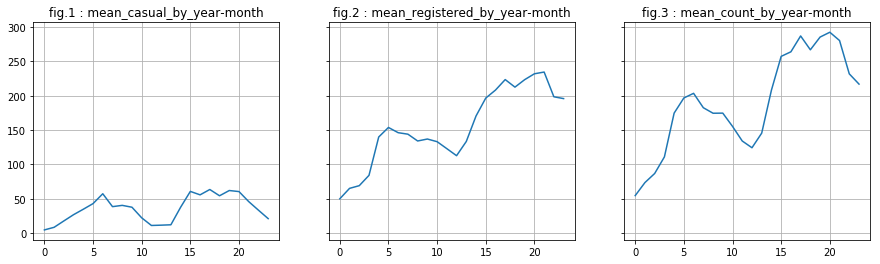 fig.1 : mean_casual_by_year-month
fig.2 : mean_registered_by_year-month
fig.3 : mean_count_by_year-month
300
250
200
150
100
50
0
0 5 10 15 20
0 5 10 15 20
0 5 10 15 20